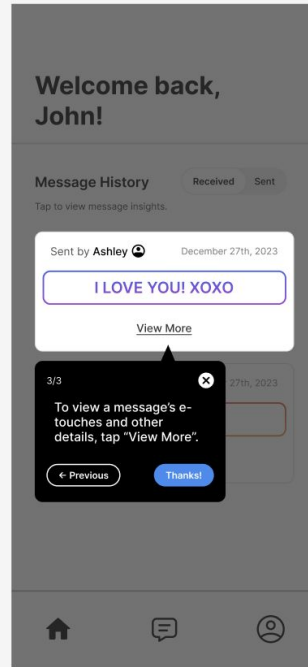 Welcome back,
John!
Message History
Received Sent
Tap to view message insights.
Sent by Ashley December 27th, 2023
I LOVE YOU! XOXO
View More
3/3
27th, 2023
To view a message's e-
touches and other
details, tap "View More".
← Previous Thanks!